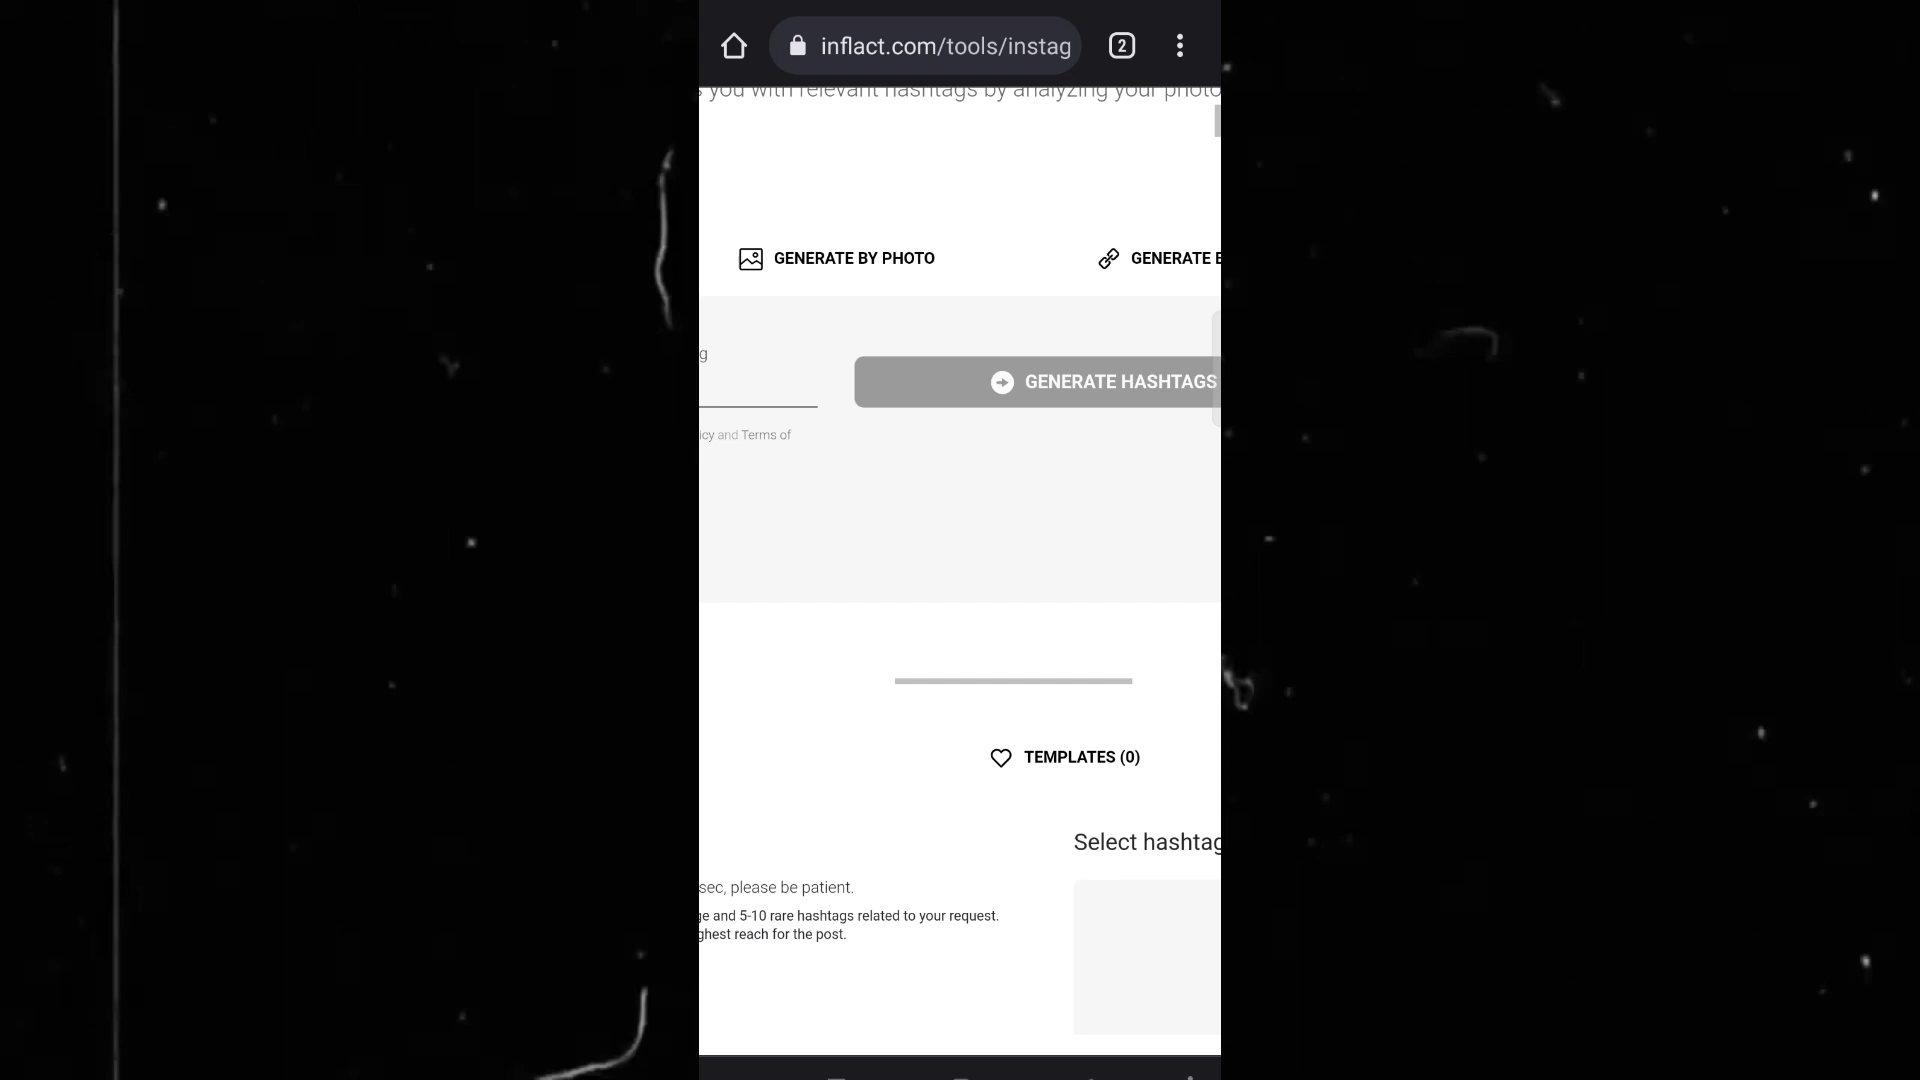 inflact.com/tools/instag
2
you with relevant hashtags by analyzing your photo
GENERATE BY PHOTO
GENERATE
g
GENERATE HASHTAGS
icy and Terms of
TEMPLATES (0)
Select hashtag
sec, please be patient.
ge and 5-10 rare hashtags related to your request.
ghest reach for the post.